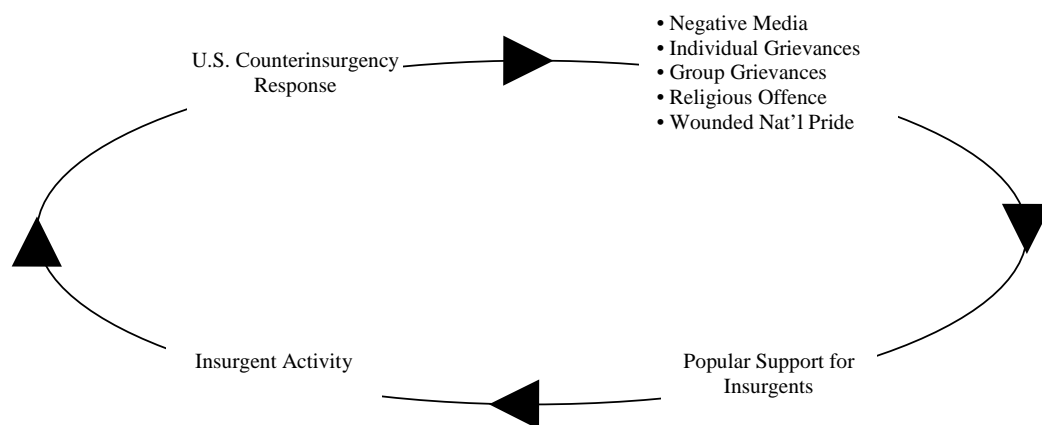 U.S. Counterinsurgency
Response
• Negative Media
• Individual Grievances
• Group Grievances
• Religious Offence
• Wounded Nat’l Pride
Insurgent Activity
Popular Support for
Insurgents